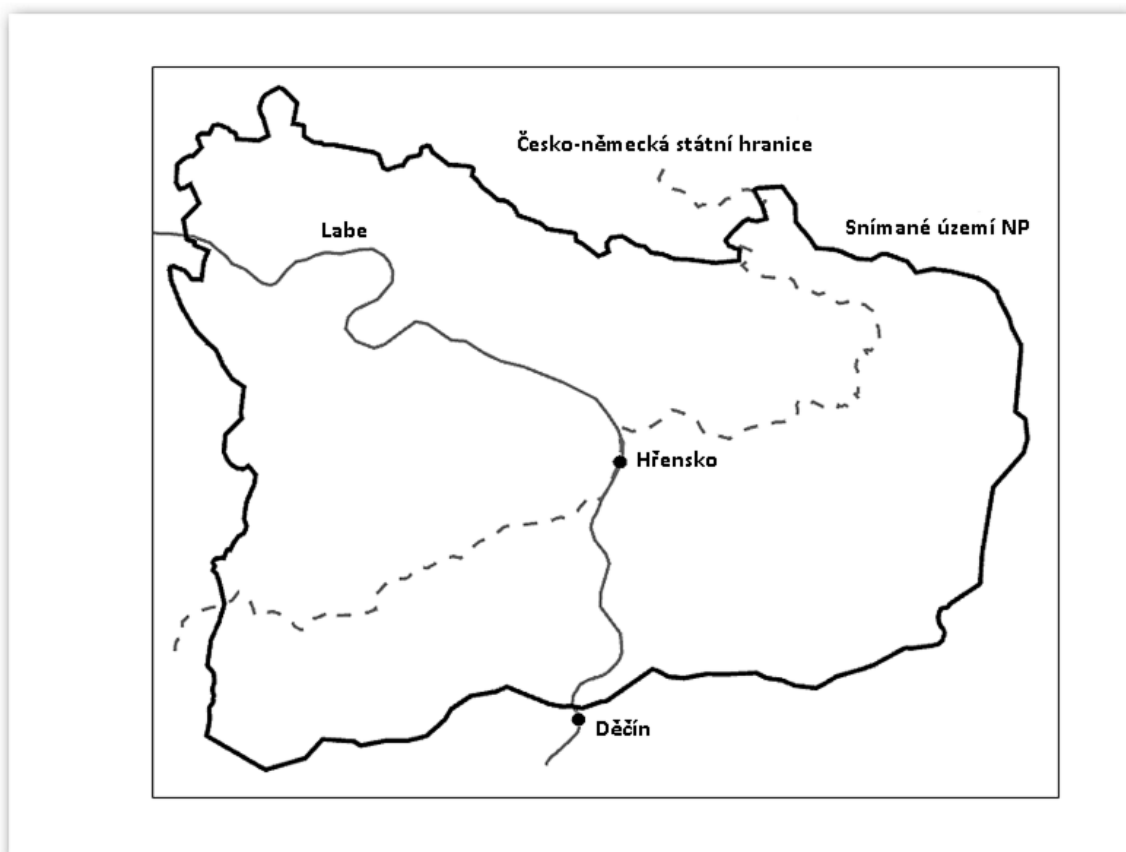 Česko-německá státní hranice
Snímané území NP
Labe
Hřensko
Děčín